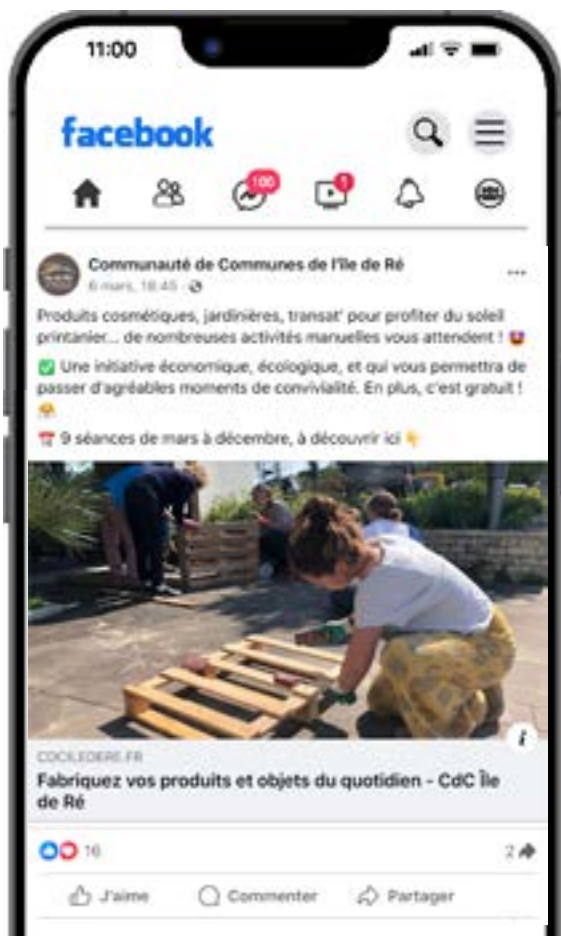 11:00
facebook
100
1
Communauté de Communes de l'île de Ré
6 mars, 18:45
Produits cosmétiques, jardinières, transat' pour profiter du soleil
printanier... de nombreuses activités manuelles vous attendent !
Une initiative économique, écologique, et qui vous permettra de
passer d'agréables moments de convivialité. En plus, c'est gratuit !
9 séances de mars à décembre, à découvrir ici
i
CDCILEDERE.FR
Fabriquez vos produits et objets du quotidien - CdC Île
de Ré
16
2
J'aime
Commenter
Partager